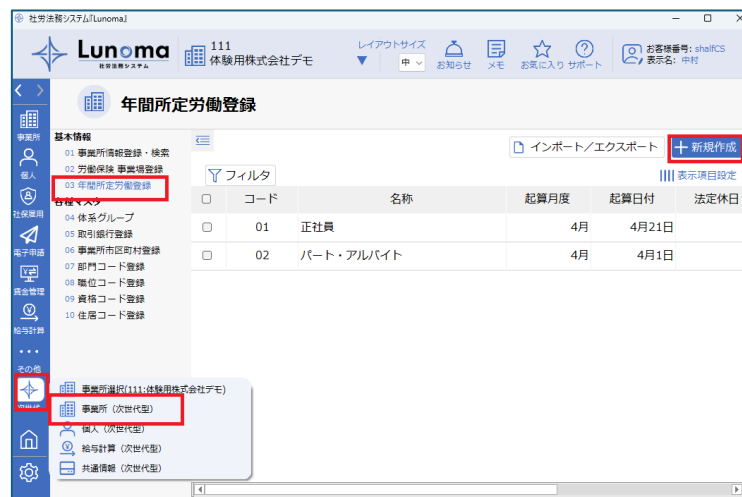 社労法務システム『Lunoma』
Lunoma
社労法務システム
111
体験用株式会社デモ
レイアウトサイズ
中
お知らせ
メモ
お気に入り
サポート
お客様番号: shalfCS
表示名: 中村
年間所定労働登録
事業所
個人
社保雇用
電子申請
賃金管理
給与計算
その他
次世代
基本情報
01 事業所情報登録・検索
02 労働保険 事業場登録
03 年間所定労働登録
各種マスタ
04 体系グループ
05 取引銀行登録
06 事業所市区町村登録
07 部門コード登録
08 職位コード登録
09 資格コード登録
10 住居コード登録
インポート/エクスポート
新規作成
フィルタ
表示項目設定
コード 名称 起算月度 起算日付 法定休日
01 正社員 4月 4月21日
02 パート・アルバイト 4月 4月1日
事業所選択(111:体験用株式会社デモ)
事業所（次世代型）
個人（次世代型）
給与計算（次世代型）
共通情報（次世代型）